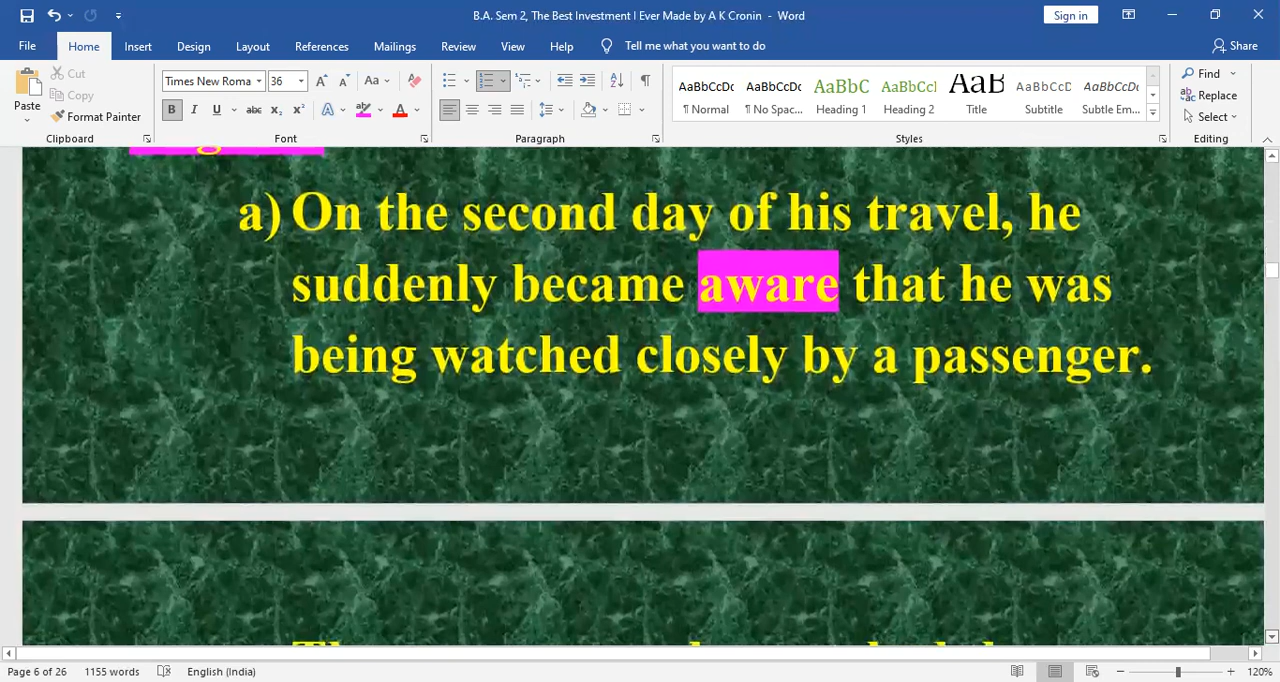 B.A. Sem 2, The Best Investment I Ever Made by A K Cronin - Word
Sign in
File Home Insert Design Layout References Mailings Review View Help Tell me what you want to do Share
Paste
Cut
Copy
Format Painter
Clipboard
Times New Roma 36
Font
Paragraph
AaBbCcDc AaBbCcDc AaBbC AaBbCcI AaB AaBbCcD AaBbCcDc
¶ Normal ¶ No Spac... Heading 1 Heading 2 Title Subtitle Subtle Em...
Styles
Find
Replace
Select
Editing
a) On the second day of his travel, he
suddenly became aware that he was
being watched closely by a passenger.
Page 6 of 26 1155 words English (India) 120%